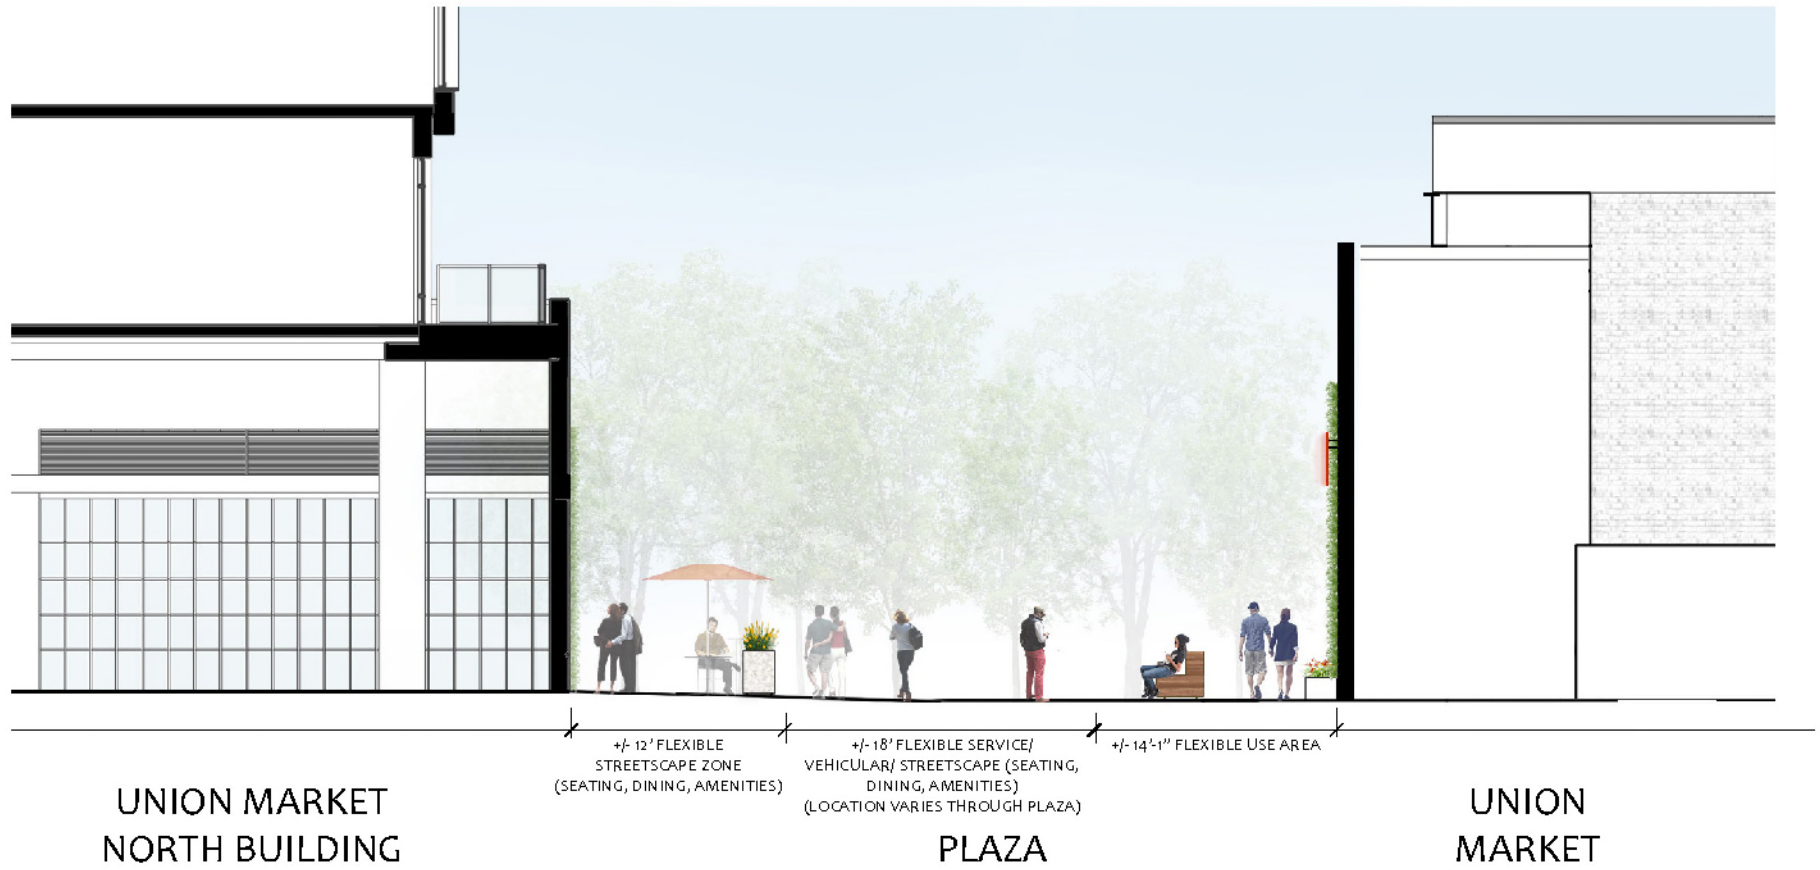 +/- 12' FLEXIBLE
STREETSCAPE ZONE
(SEATING, DINING, AMENITIES)
+/- 18' FLEXIBLE SERVICE/
VEHICULAR/ STREETSCAPE (SEATING,
DINING, AMENITIES)
(LOCATION VARIES THROUGH PLAZA)
+/- 14'-1" FLEXIBLE USE AREA
UNION MARKET
NORTH BUILDING
PLAZA
UNION
MARKET